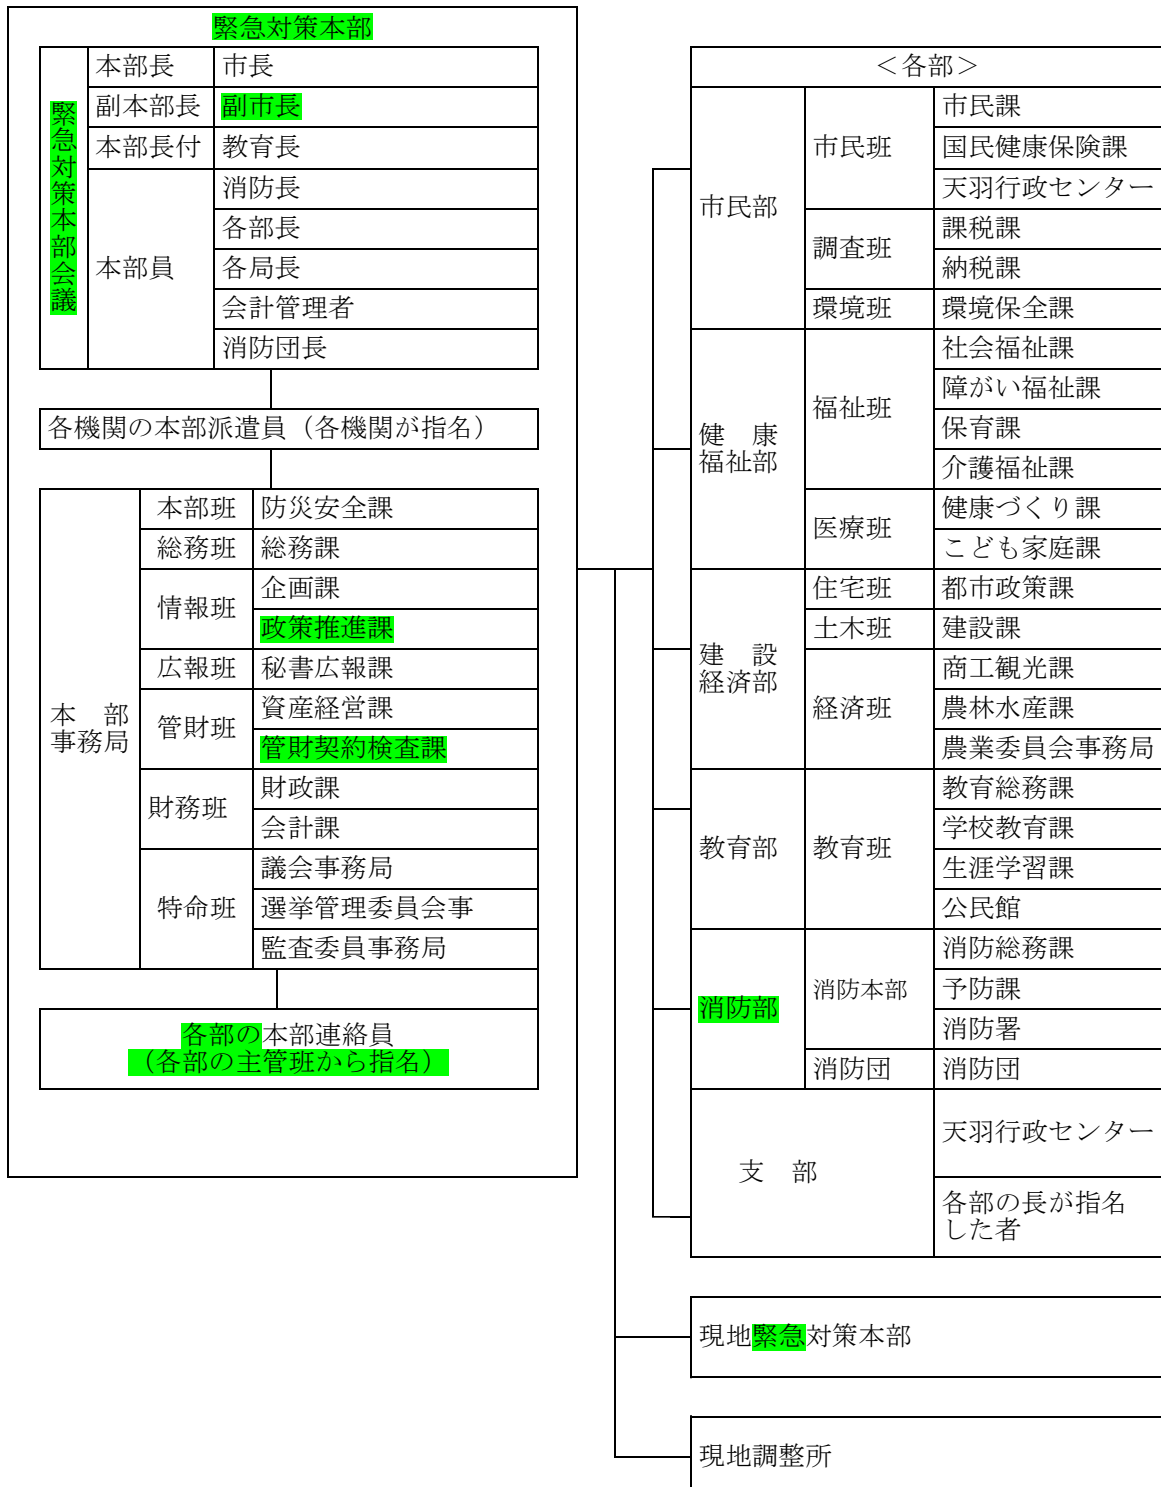 緊急対策本部
緊急対策本部会議
本部長 市長
副本部長 副市長
本部長付 教育長
本部員
消防長
各部長
各局長
会計管理者
消防団長
各機関の本部派遣員（各機関が指名）
本　部
事務局
本部班 防災安全課
総務班 総務課
情報班
企画課
政策推進課
広報班 秘書広報課
管財班
資産経営課
管財契約検査課
財務班
財政課
会計課
特命班
議会事務局
選挙管理委員会事
監査委員事務局
各部の本部連絡員
（各部の主管班から指名）
＜各部＞
市民部
市民班
市民課
国民健康保険課
天羽行政センター
調査班
課税課
納税課
環境班 環境保全課
健　康
福祉部
福祉班
社会福祉課
障がい福祉課
保育課
介護福祉課
医療班
健康づくり課
こども家庭課
建　設
経済部
住宅班 都市政策課
土木班 建設課
経済班
商工観光課
農林水産課
農業委員会事務局
教育部
教育班
教育総務課
学校教育課
生涯学習課
公民館
消防部
消防本部
消防総務課
予防課
消防署
消防団 消防団
支　部
天羽行政センター
各部の長が指名
した者
現地緊急対策本部
現地調整所